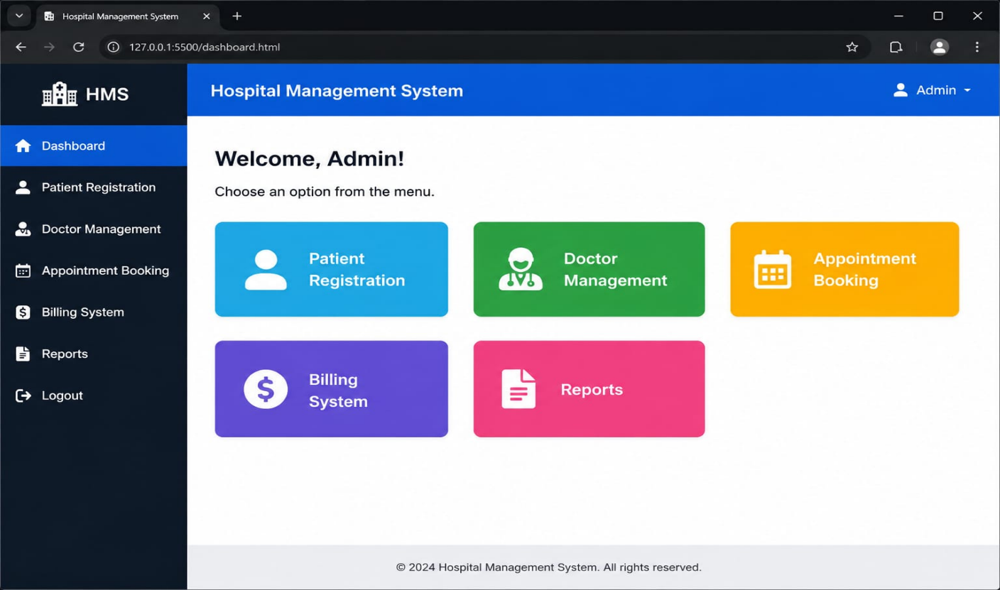 Hospital Management System
127.0.0.1:5500/dashboard.html
HMS
Hospital Management System
Admin
Dashboard
Patient Registration
Doctor Management
Appointment Booking
Billing System
Reports
Logout
Welcome, Admin!
Choose an option from the menu.
Patient
Registration
Doctor
Management
Appointment
Booking
$ Billing
System
Reports
© 2024 Hospital Management System. All rights reserved.